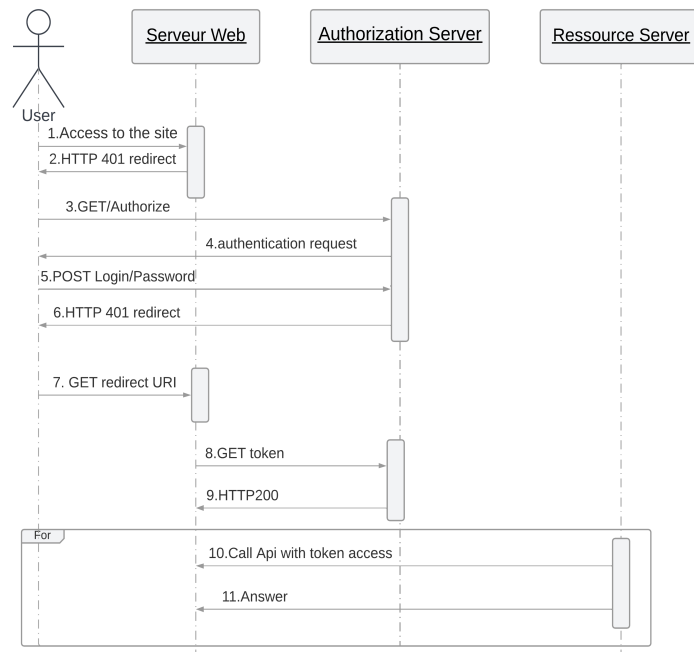 Serveur Web
Authorization Server
Ressource Server
User
1.Access to the site
2.HTTP 401 redirect
3.GET/Authorize
4.authentication request
5.POST Login/Password
6.HTTP 401 redirect
7. GET redirect URI
8.GET token
9.HTTP200
For
10.Call Api with token access
11.Answer